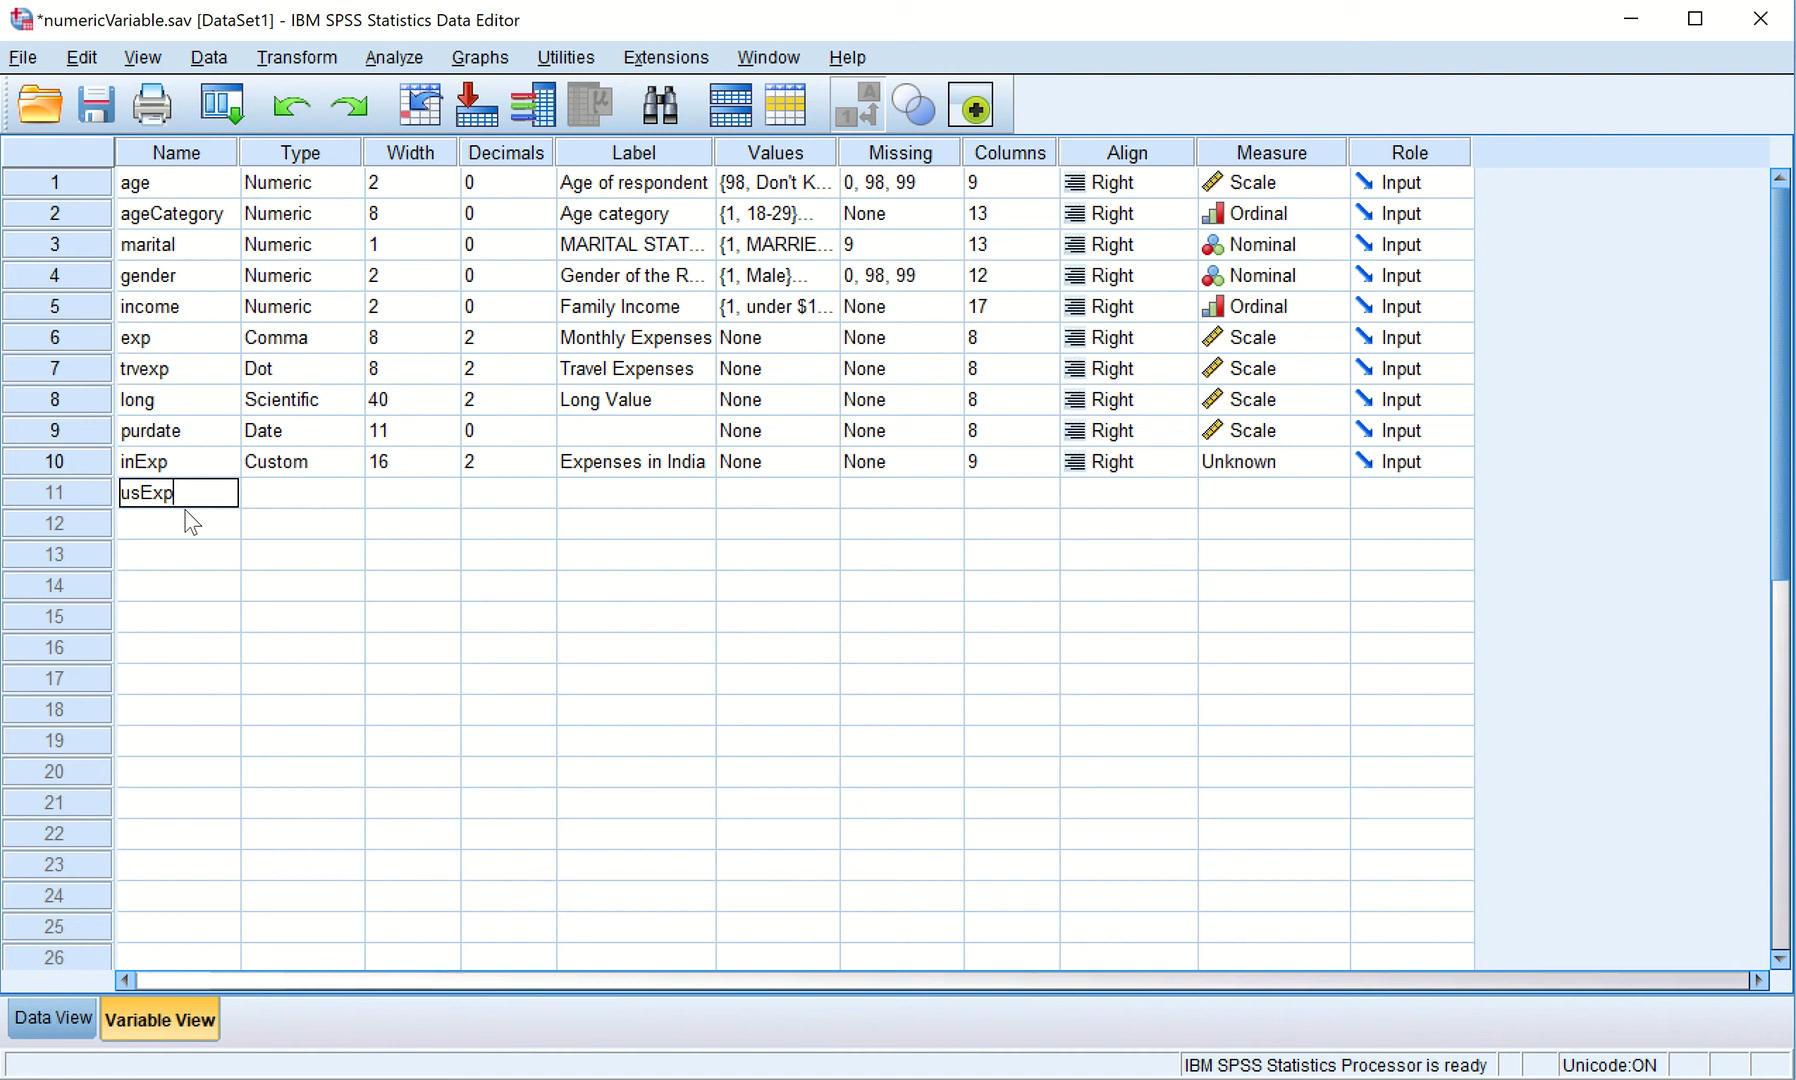 *numericVariable.sav [DataSet1] - IBM SPSS Statistics Data Editor
File Edit View Data Transform Analyze Graphs Utilities Extensions Window Help
Name Type Width Decimals Label Values Missing Columns Align Measure Role
1 age Numeric 2 0 Age of respondent {98, Don't K... 0, 98, 99 9 Right Scale Input
2 ageCategory Numeric 8 0 Age category {1, 18-29}... None 13 Right Ordinal Input
3 marital Numeric 1 0 MARITAL STAT... {1, MARRIE... 9 13 Right Nominal Input
4 gender Numeric 2 0 Gender of the R... {1, Male}... 0, 98, 99 12 Right Nominal Input
5 income Numeric 2 0 Family Income {1, under $1... None 17 Right Ordinal Input
6 exp Comma 8 2 Monthly Expenses None None 8 Right Scale Input
7 trvexp Dot 8 2 Travel Expenses None None 8 Right Scale Input
8 long Scientific 40 2 Long Value None None 8 Right Scale Input
9 purdate Date 11 0 None None 8 Right Scale Input
10 inExp Custom 16 2 Expenses in India None None 9 Right Unknown Input
11 usExp
12
13
14
15
16
17
18
19
20
21
22
23
24
25
26
Data View Variable View
IBM SPSS Statistics Processor is ready Unicode:ON